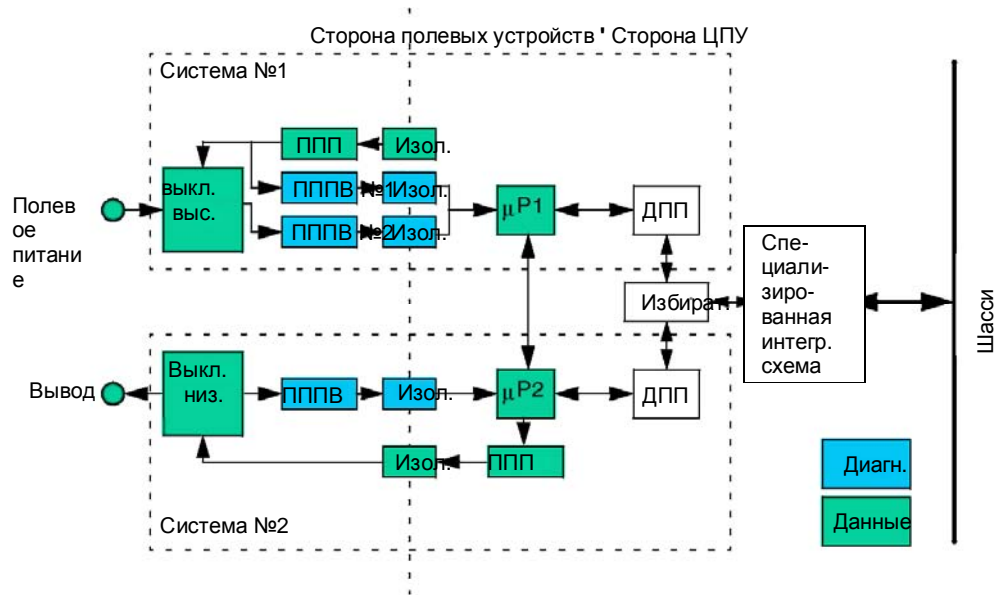 Сторона полевых устройств ' Сторона ЦПУ
Система №1
ППП
Изол.
ПППВ №1
Изол.
ПППВ №2
Изол.
выкл.
выс.
Полев
ое
питани
е
μP1
ДПП
Избират.
Спе-
циали-
зиро-
ванная
интегр.
схема
Шасси
Вывод
Выкл.
низ.
ПППВ
Изол.
μP2
ДПП
Изол.
ППП
Система №2
Диагн.
Данные